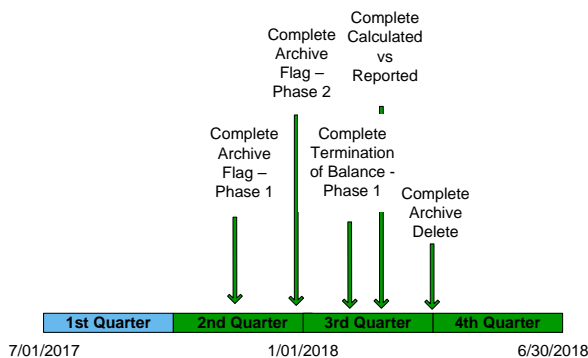 Complete
Archive
Flag –
Phase 2
Complete
Calculated
vs
Reported
Complete
Archive
Flag –
Phase 1
Complete
Termination
of Balance -
Phase 1
Complete
Archive
Delete
1st Quarter
2nd Quarter
3rd Quarter
4th Quarter
7/01/2017
1/01/2018
6/30/2018